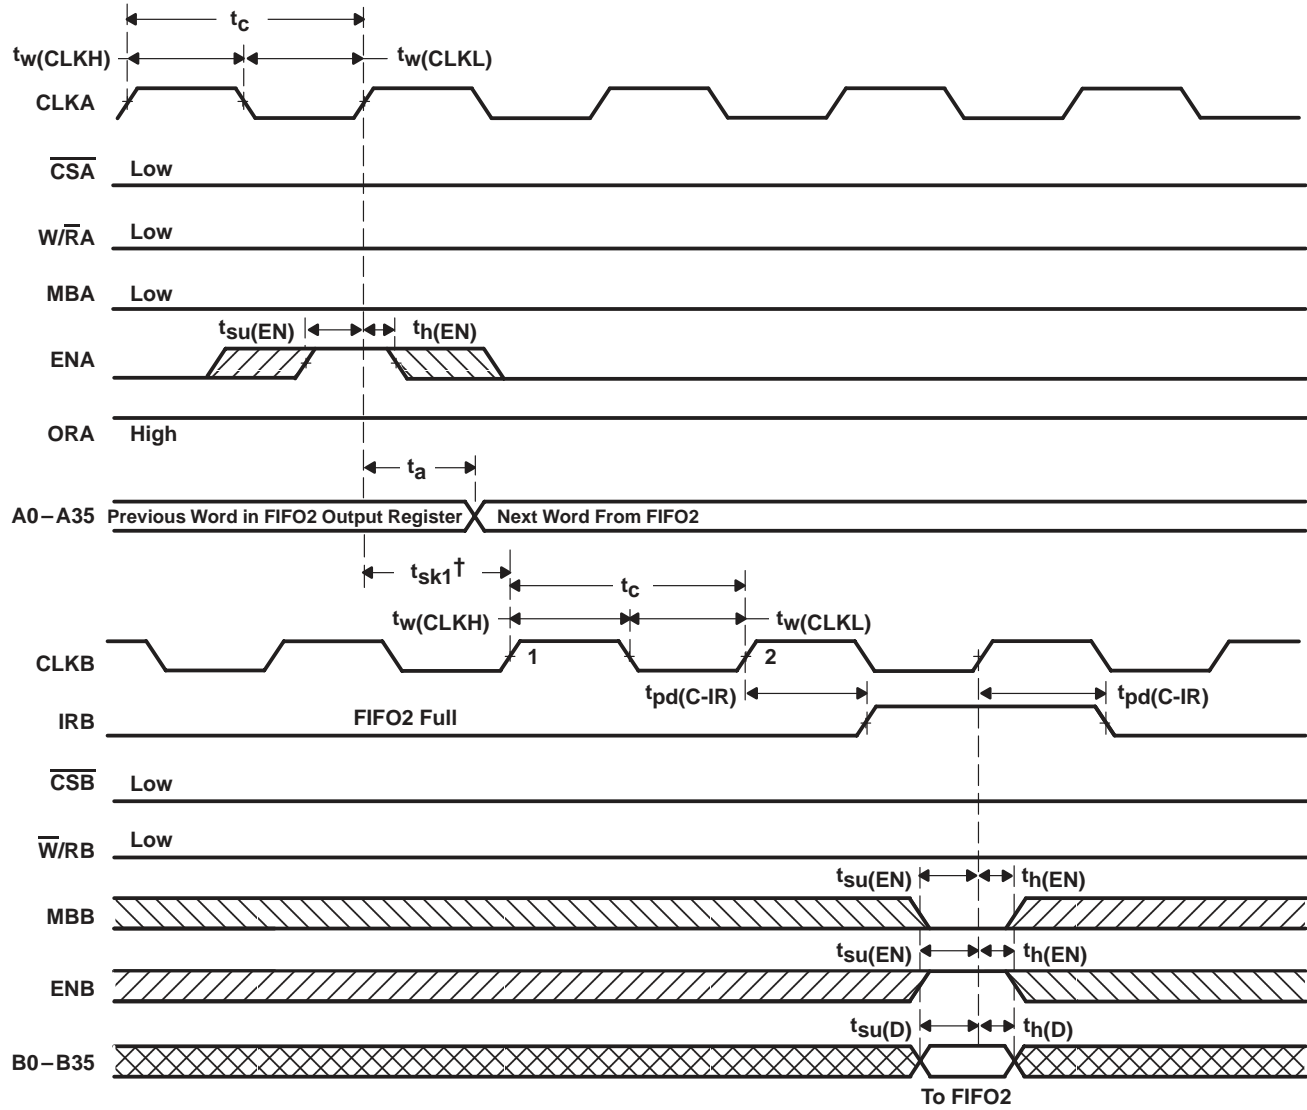 tc
tw(CLKH) tw(CLKL)
CLKA
CSA Low
W/RA Low
MBA Low
tsu(EN) th(EN)
ENA
ORA High
ta
A0–A35 Previous Word in FIFO2 Output Register Next Word From FIFO2
tsk1† tc
tw(CLKH) tw(CLKL)
CLKB 1 2
tpd(C-IR) tpd(C-IR)
IRB FIFO2 Full
CSB Low
W/RB Low
tsu(EN) th(EN)
MBB
tsu(EN) th(EN)
ENB
tsu(D) th(D)
B0–B35
To FIFO2